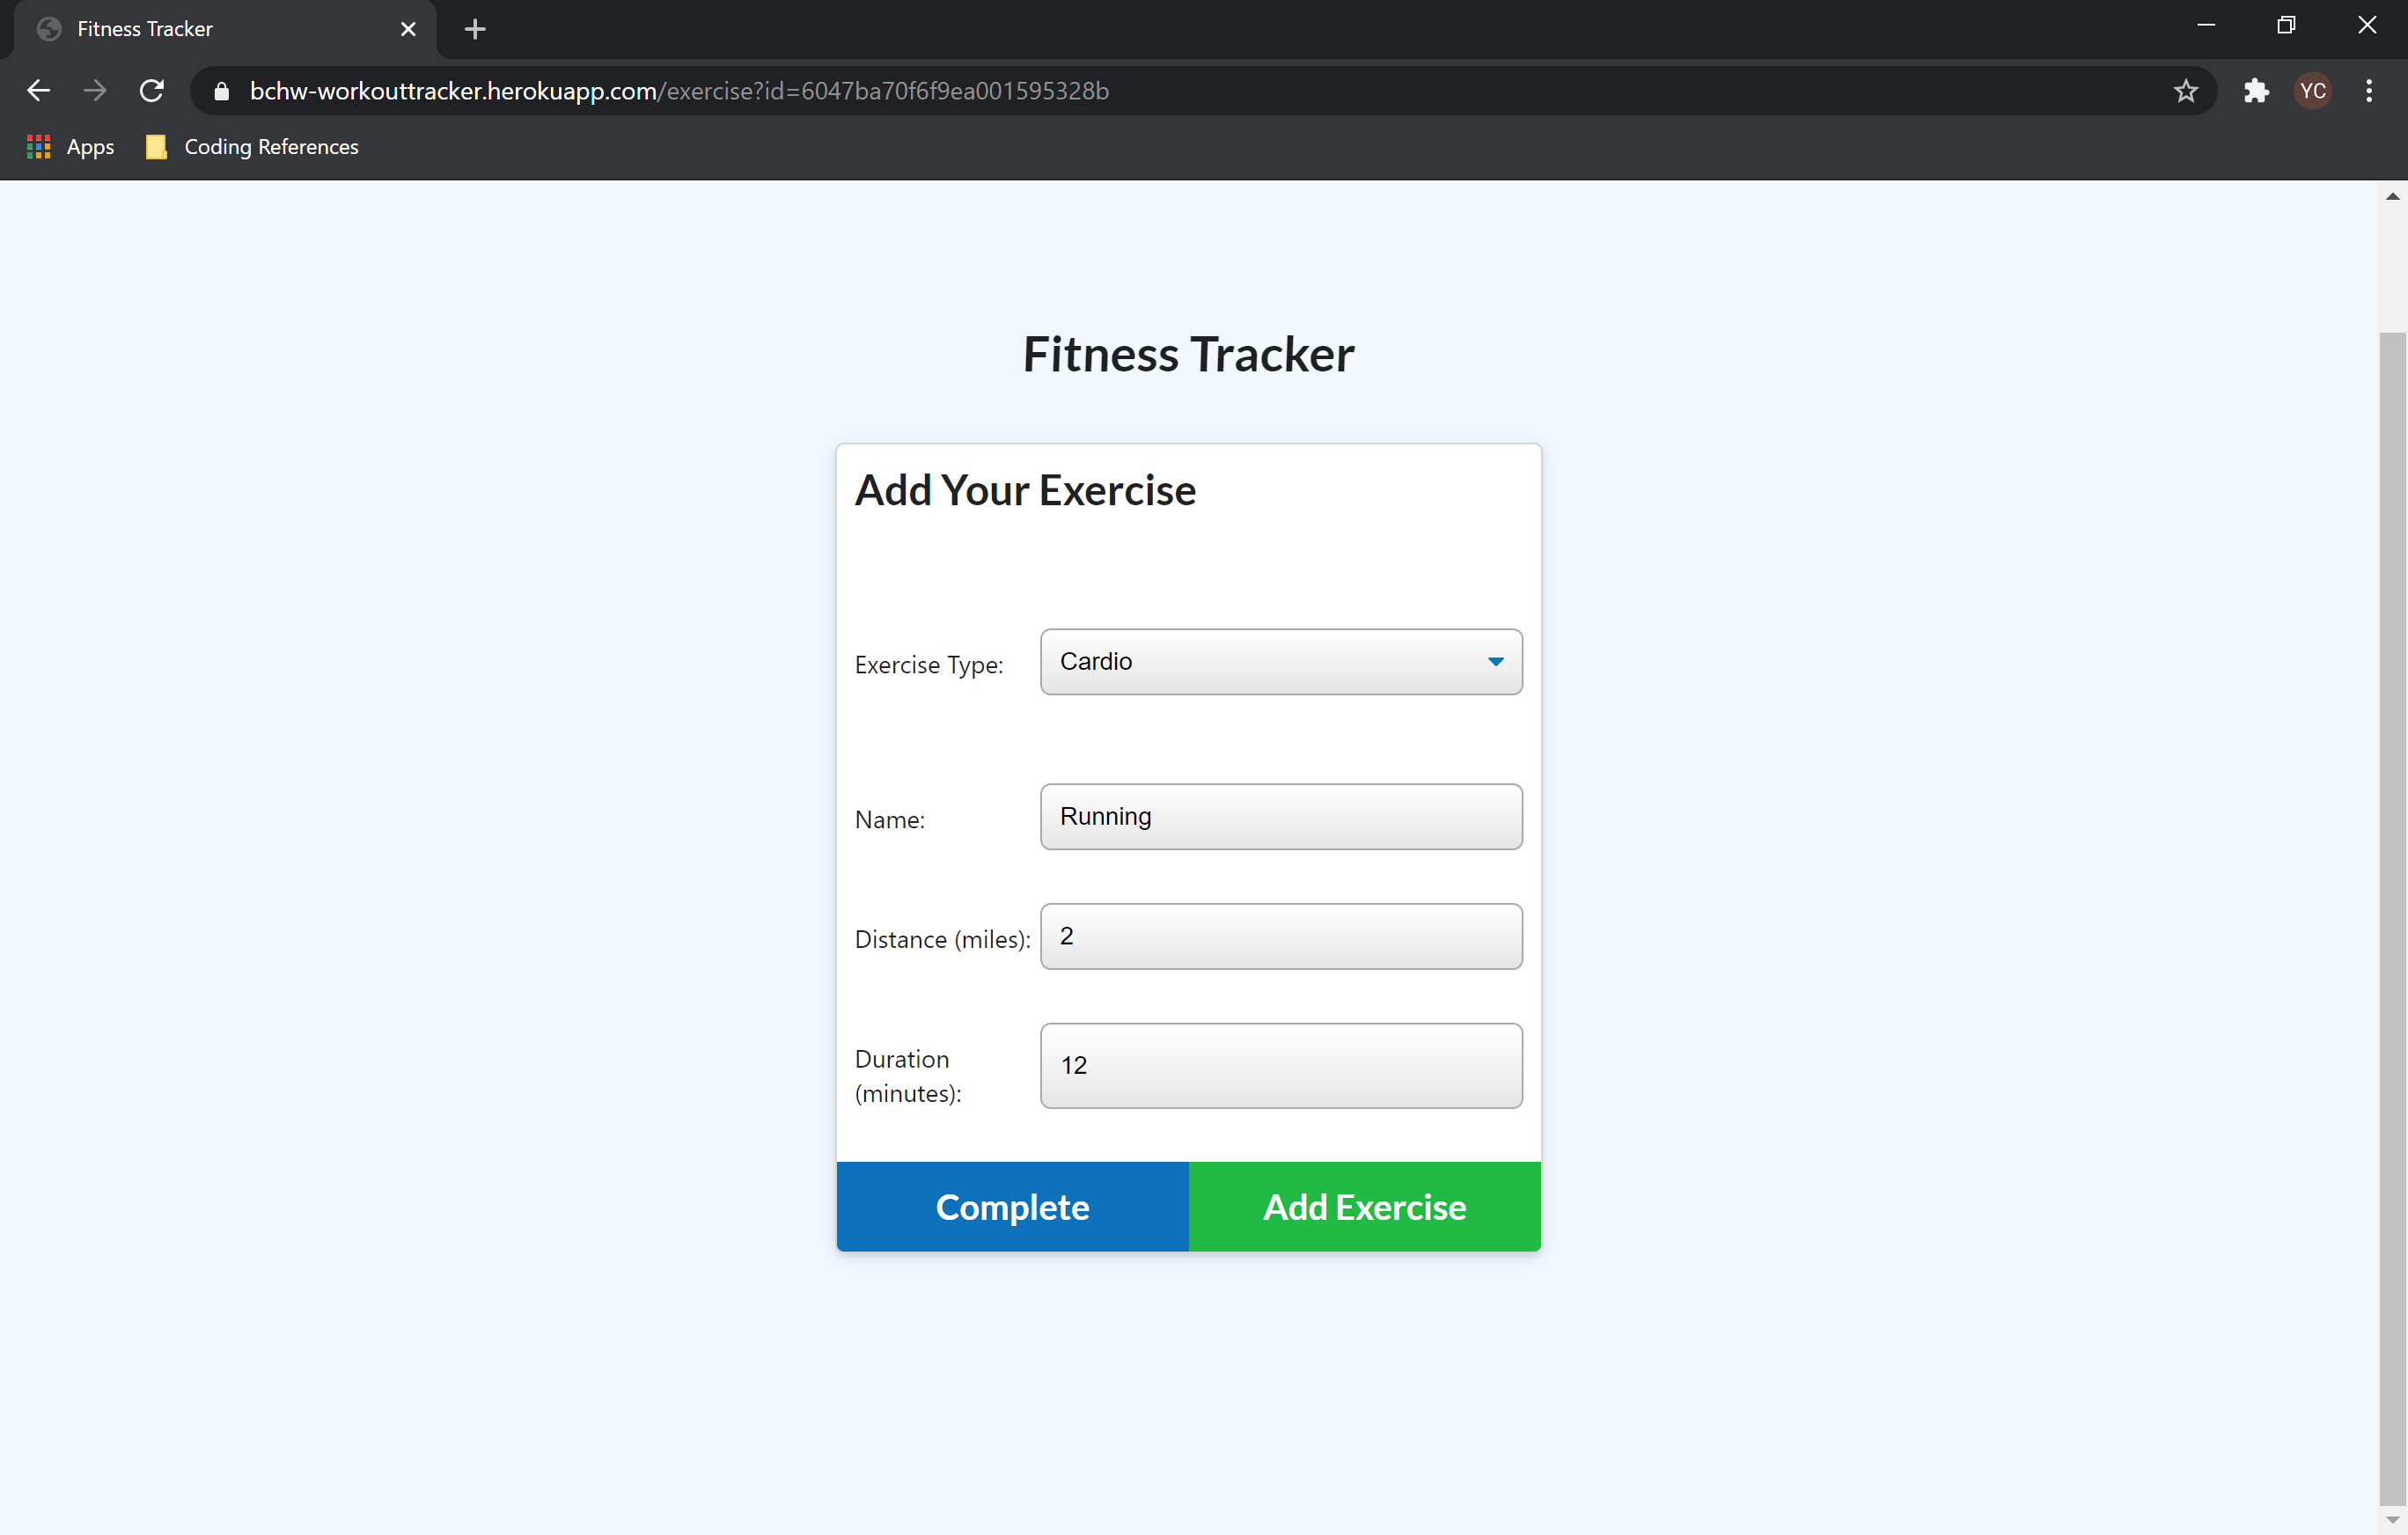 Fitness Tracker
bchw-workouttracker.herokuapp.com/exercise?id=6047ba70f6f9ea001595328b
YC
Apps
Coding References
Fitness Tracker
Add Your Exercise
Exercise Type:
Cardio
Name:
Running
Distance (miles):
2
Duration
(minutes):
12
Complete
Add Exercise